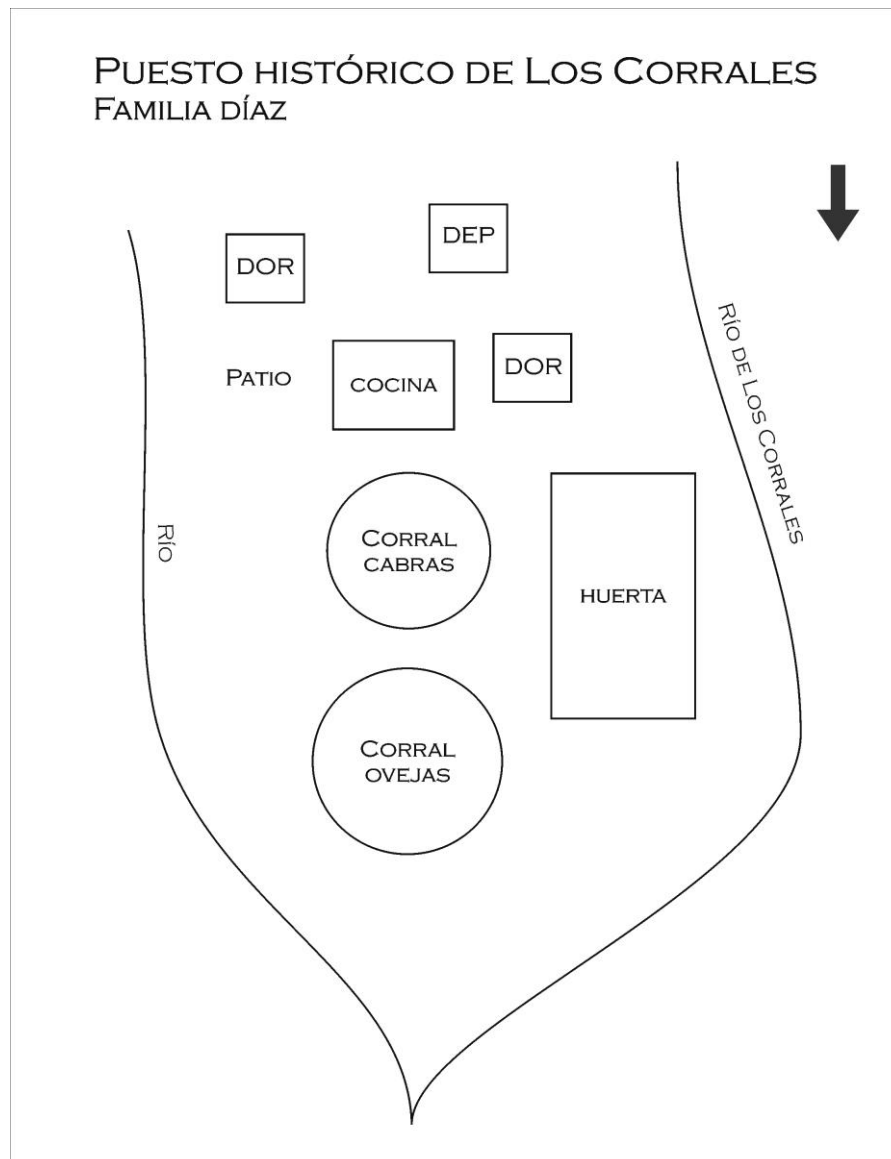 PUESTO HISTÓRICO DE LOS CORRALES
FAMILIA DÍAZ
DEP
DOR
DOR
PATIO
COCINA
RÍO DE LOS CORRALES
RÍO
CORRAL
CABRAS
HUERTA
CORRAL
OVEJAS